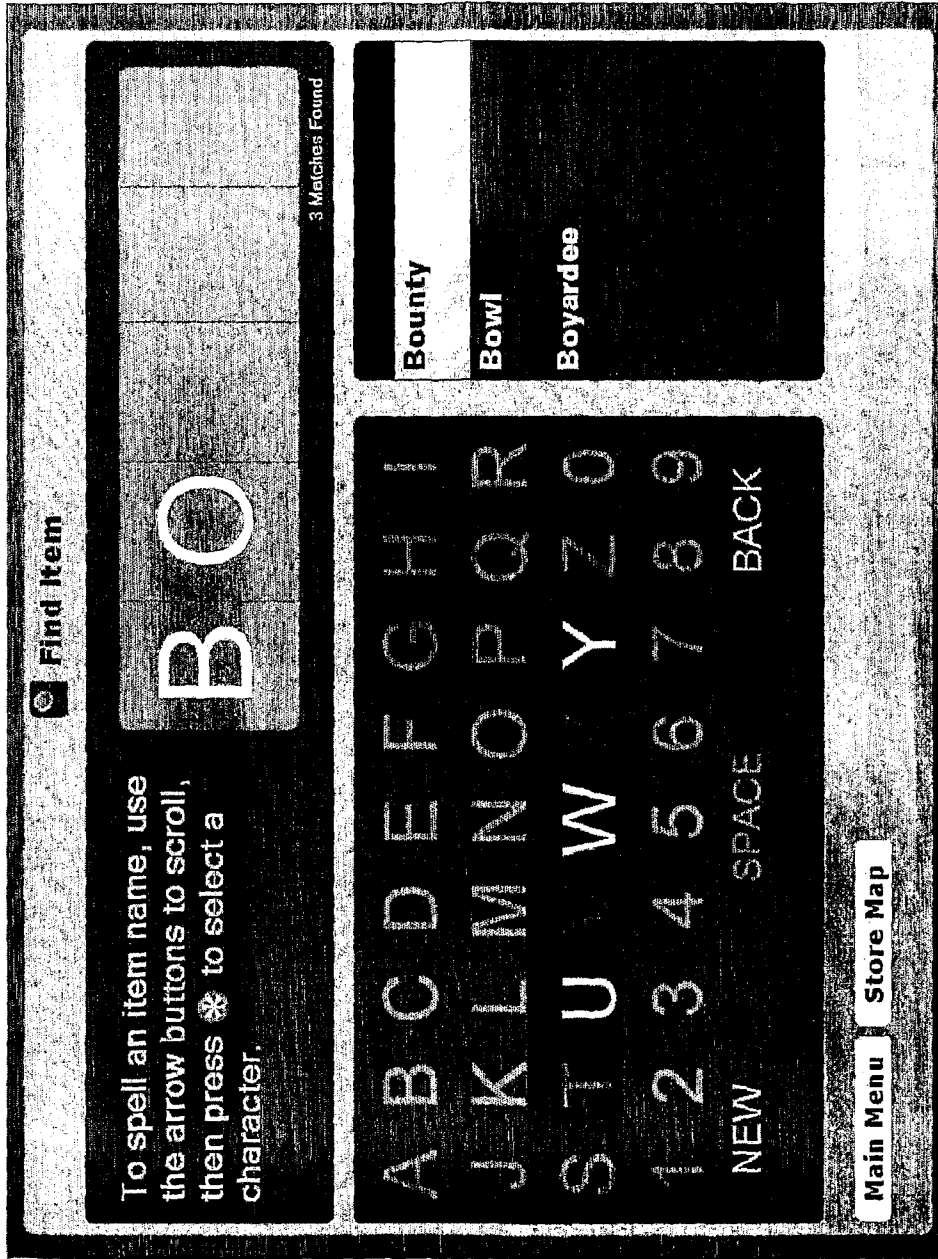 Find Item
To spell an item name, use
the arrow buttons to scroll,
then press to select a
character.
B O
3 Matches Found
A B C D E F G H I
J K L M N O P Q R
S T U V W Y Z 0
1 2 3 4 5 6 7 8 9
NEW SPACE BACK
Bounty
Bowl
Boyardee
Main Menu Store Map